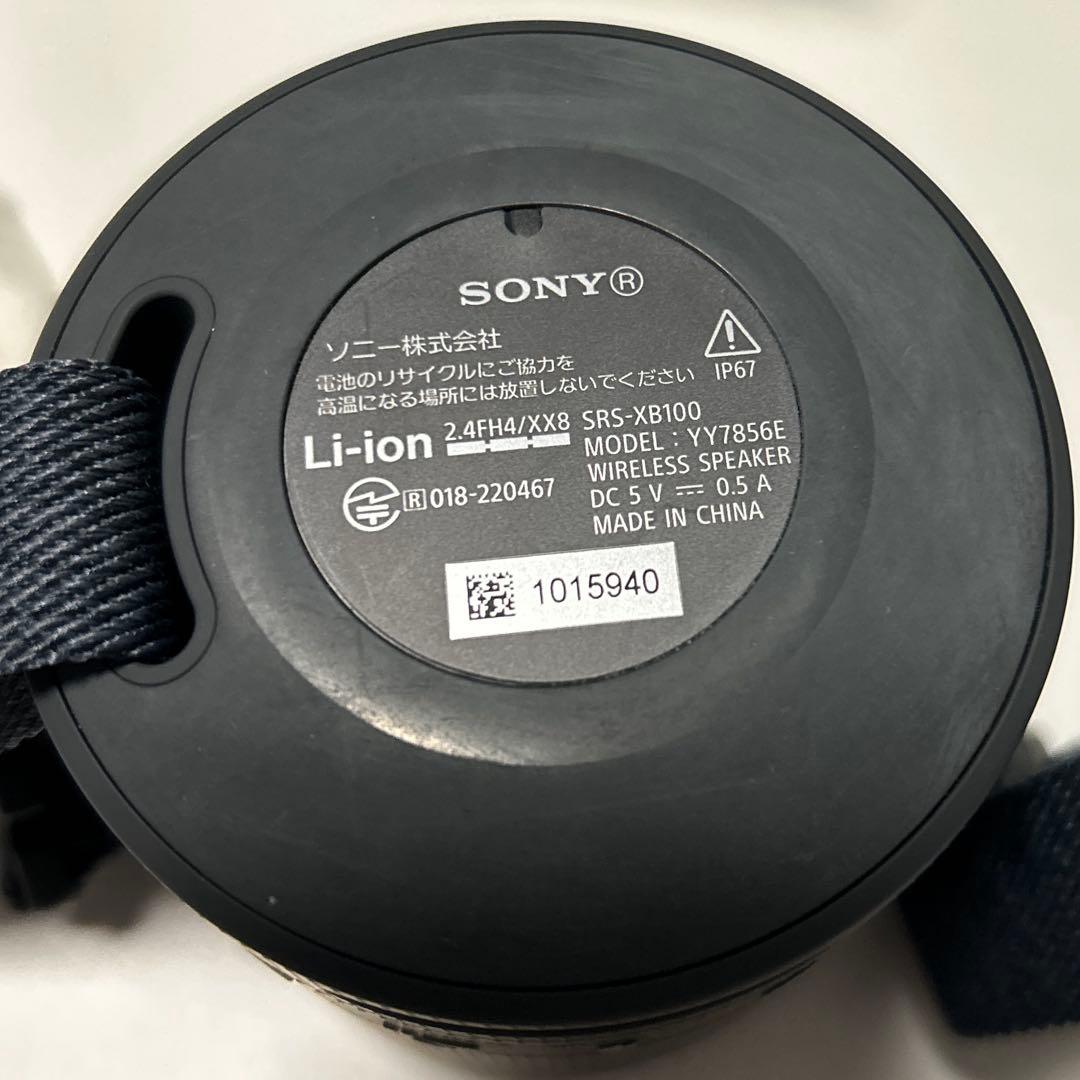 SONY®
ソニー株式会社
電池のリサイクルにご協力を
高温になる場所には放置しないでください
IP67
Li-ion 2.4FH4/XX8
R 018-220467
SRS-XB100
MODEL : YY7856E
WIRELESS SPEAKER
DC 5 V ⎓ 0.5 A
MADE IN CHINA
1015940